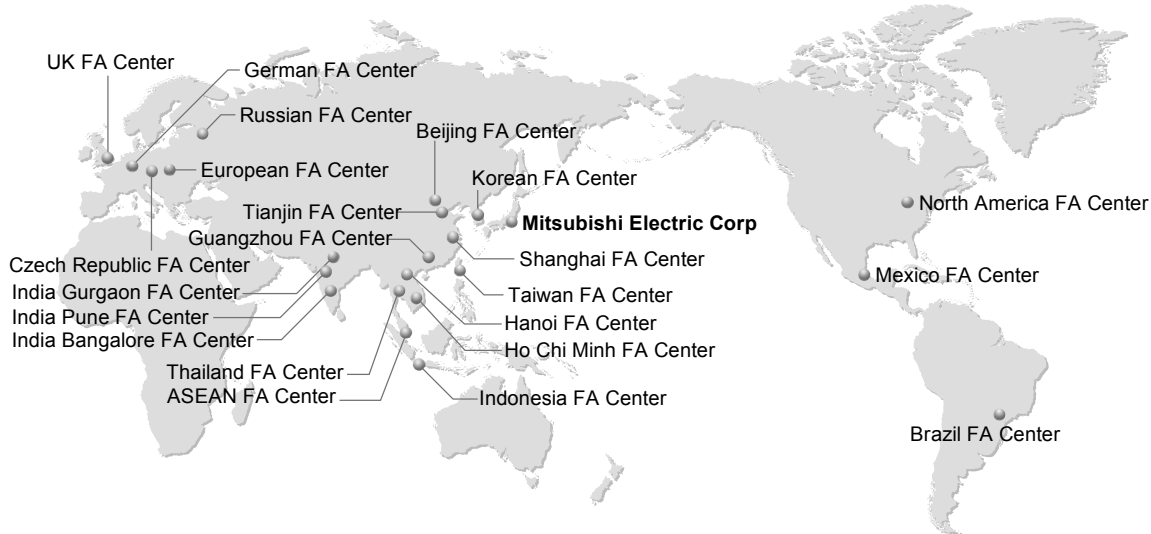 UK FA Center
German FA Center
Russian FA Center
Beijing FA Center
European FA Center
Korean FA Center
North America FA Center
Tianjin FA Center
Mitsubishi Electric Corp
Guangzhou FA Center
Shanghai FA Center
Czech Republic FA Center
Mexico FA Center
India Gurgaon FA Center
Taiwan FA Center
India Pune FA Center
Hanoi FA Center
India Bangalore FA Center
Ho Chi Minh FA Center
Thailand FA Center
ASEAN FA Center
Indonesia FA Center
Brazil FA Center